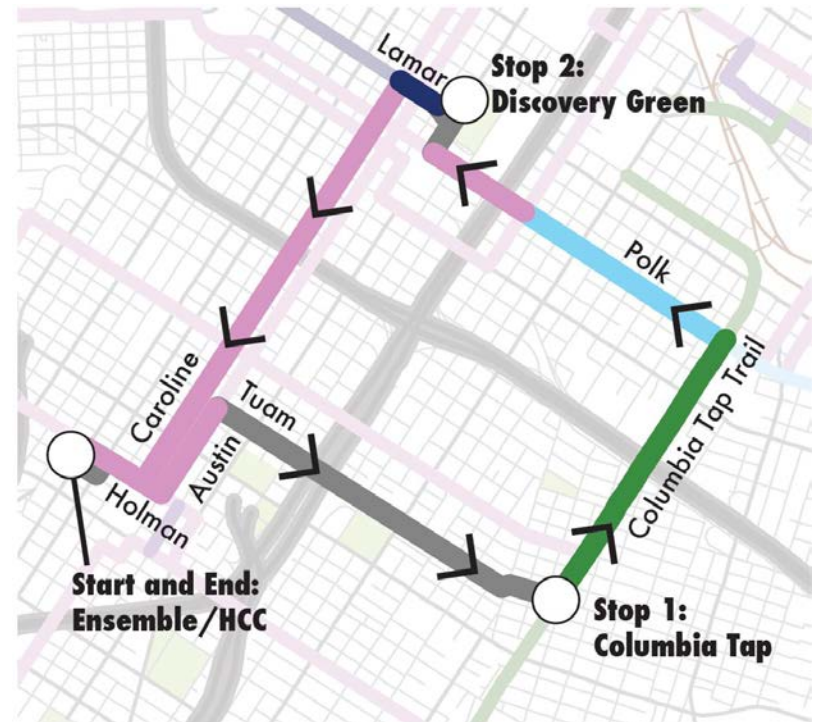 Lamar
Stop 2:
Discovery Green
Polk
Caroline
Tuam
Austin
Columbia Tap Trail
Holman
Start and End:
Ensemble/HCC
Stop 1:
Columbia Tap